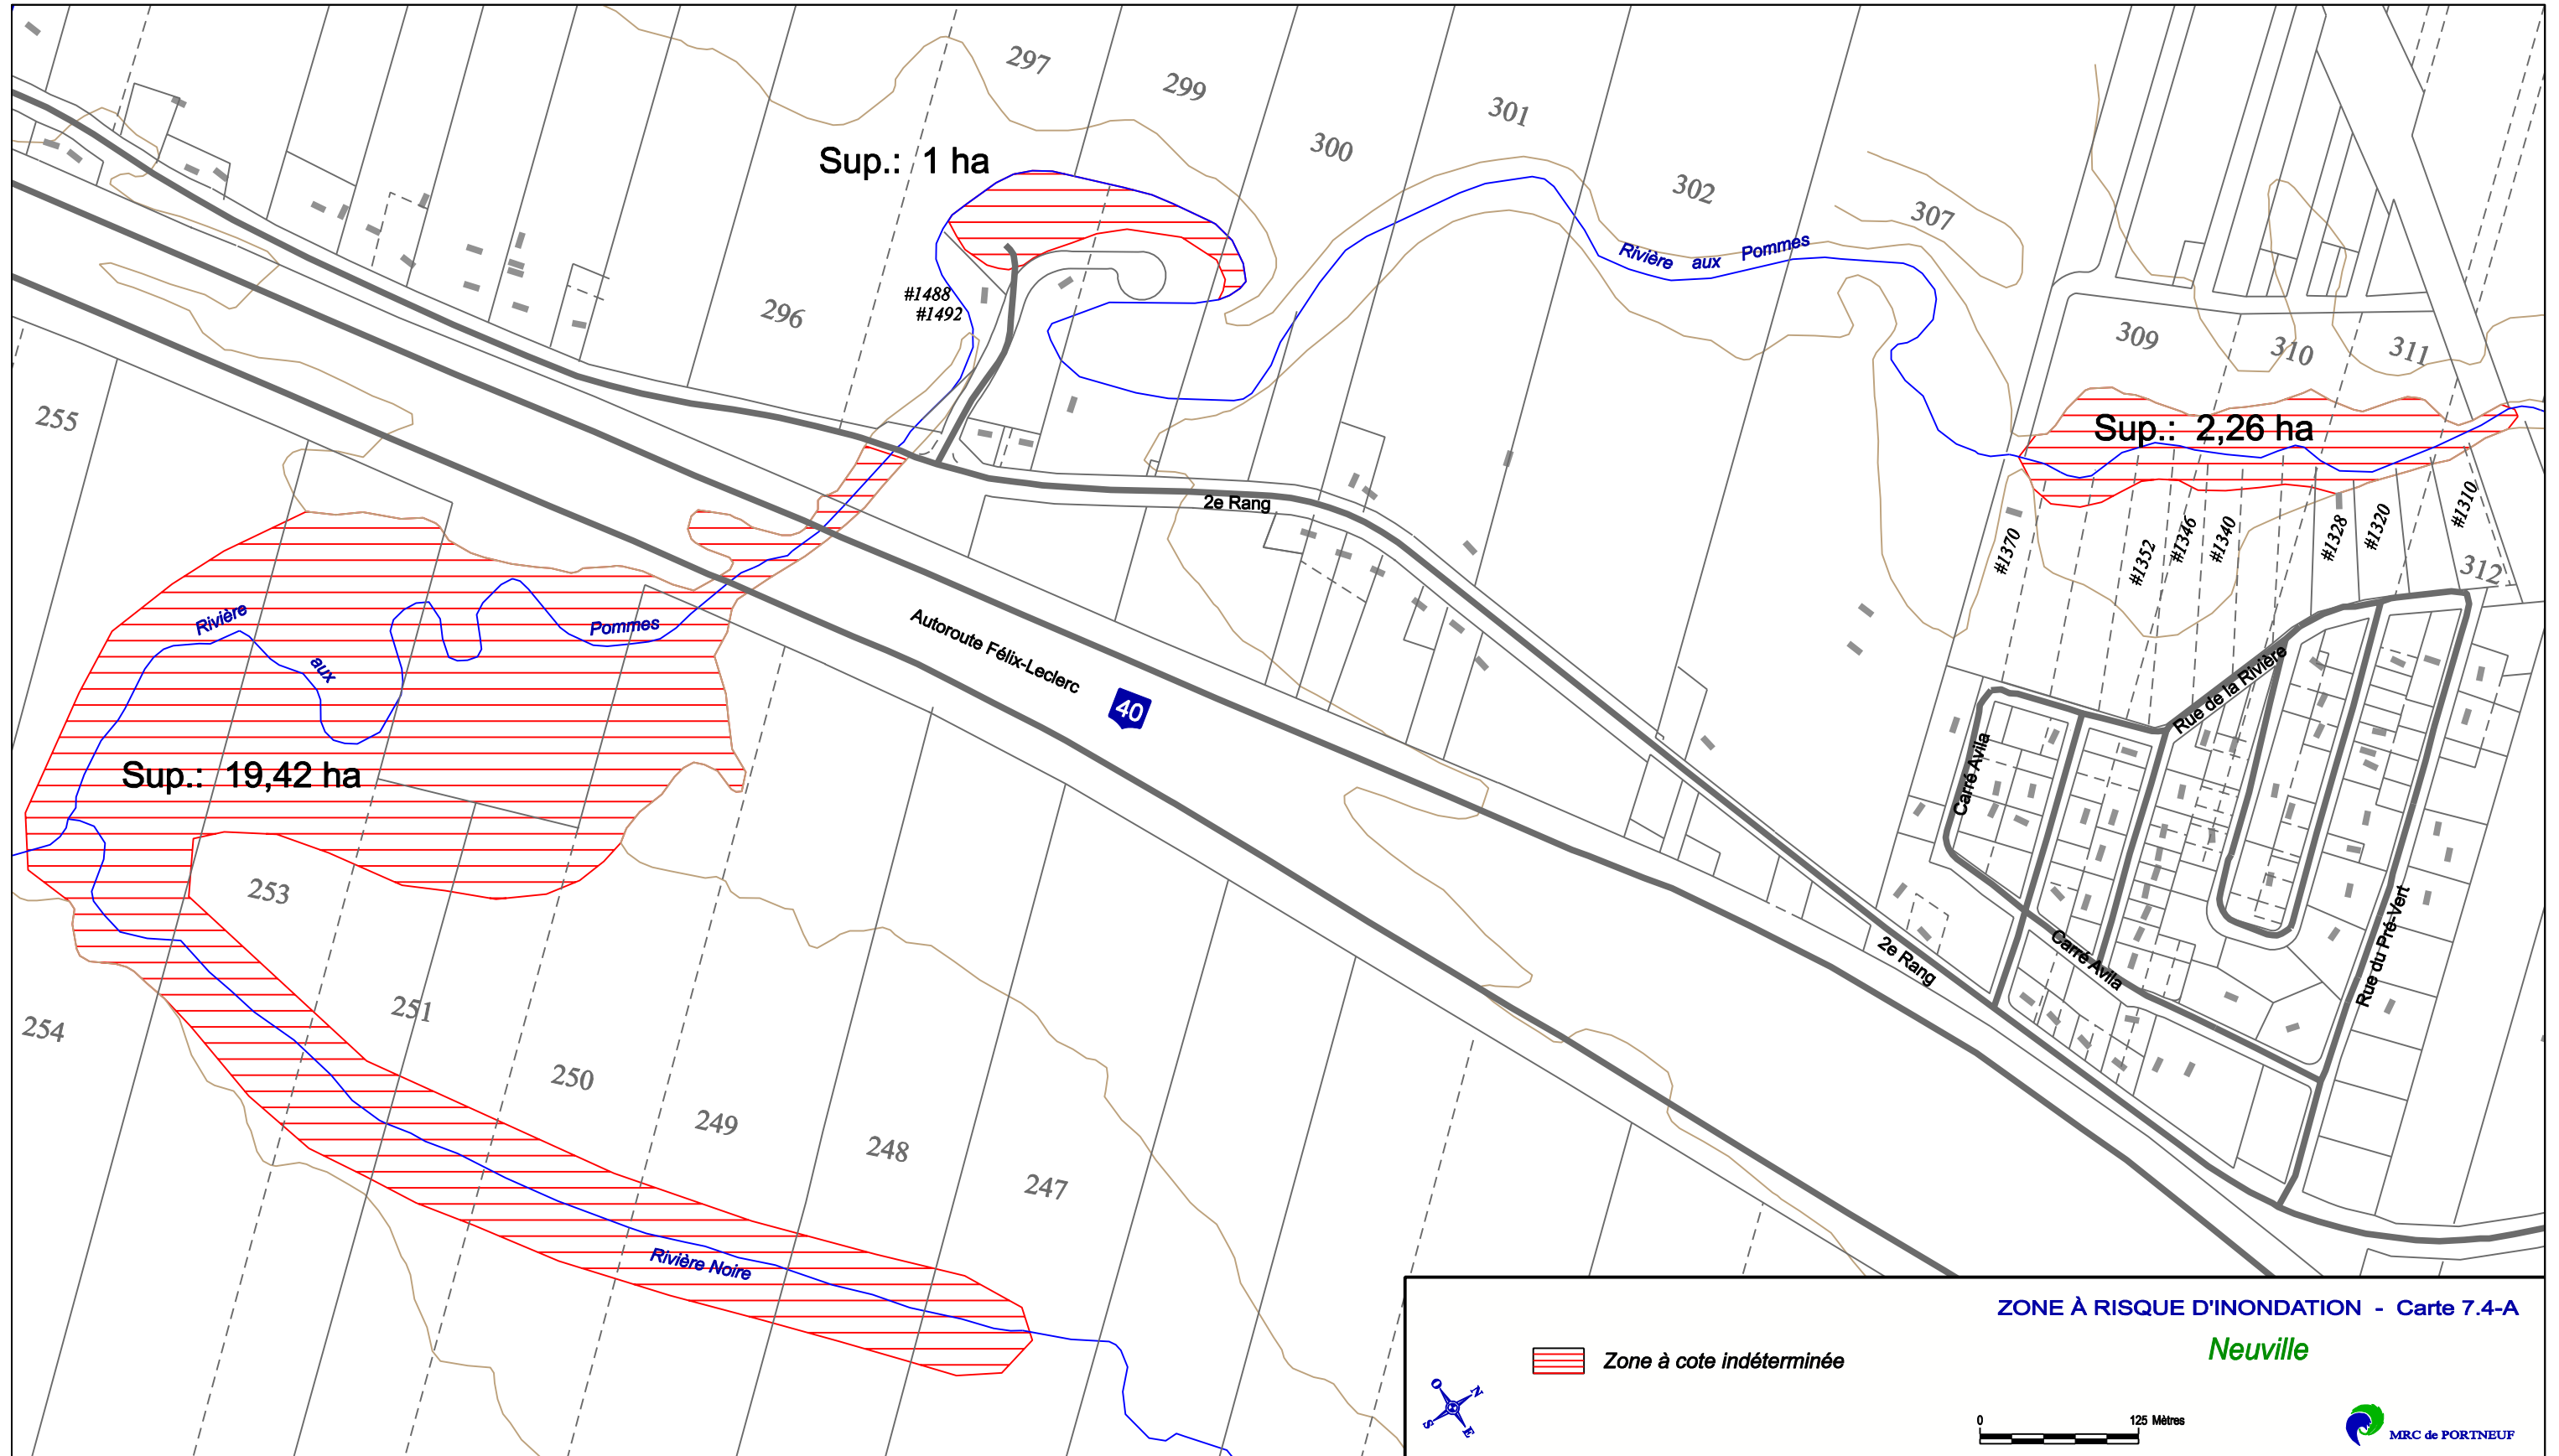 297
299
300
301
302
307
Sup.: 1 ha
296
#1488
#1492
Rivière aux Pommes
309
310
311
255
Sup.: 2,26 ha
2e Rang
#1370
#1352
#1346
#1340
#1328
#1320
#1310
312
Rivière
aux
Pommes
Autoroute Félix-Leclerc
40
Rue de la Rivière
Carré Avila
Sup.: 19,42 ha
253
Carré Avila
2e Rang
Rue du Pré-Vert
254
251
250
249
248
247
Rivière Noire
ZONE À RISQUE D'INONDATION - Carte 7.4-A
Neuville
Zone à cote indéterminée
O
N
S
E
0
125 Mètres
MRC de PORTNEUF